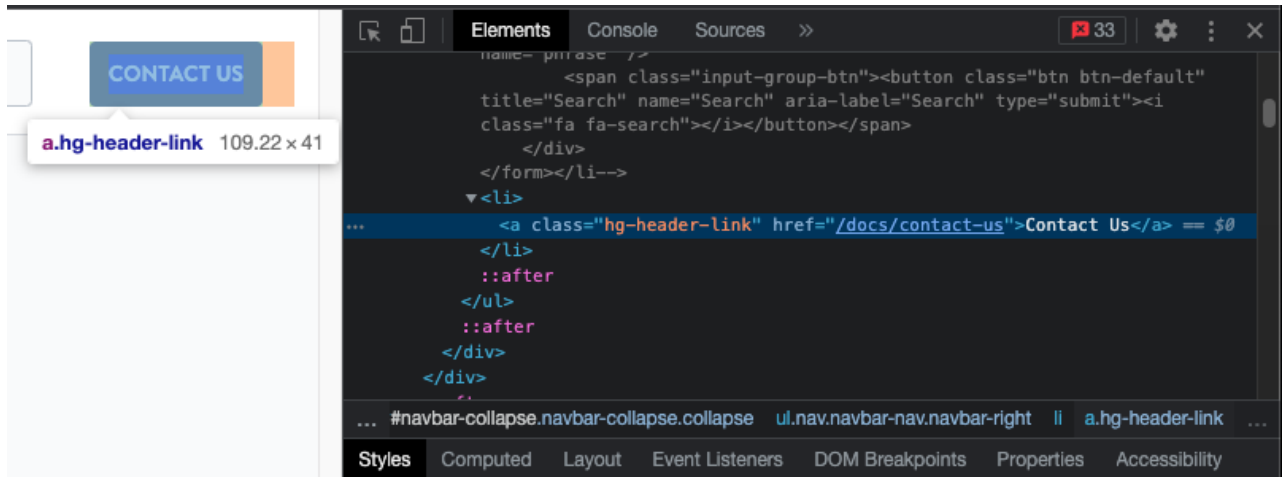 CONTACT US
a.hg-header-link 109.22 × 41
Elements Console Sources » 33
name="phrase" />
<span class="input-group-btn"><button class="btn btn-default"
title="Search" name="Search" aria-label="Search" type="submit"><i
class="fa fa-search"></i></button></span>
</div>
</form></li-->
▼<li>
… <a class="hg-header-link" href="/docs/contact-us">Contact Us</a> == $0
</li>
::after
</ul>
::after
</div>
</div>
… #navbar-collapse.navbar-collapse.collapse ul.nav.navbar-nav.navbar-right li a.hg-header-link …
Styles Computed Layout Event Listeners DOM Breakpoints Properties Accessibility